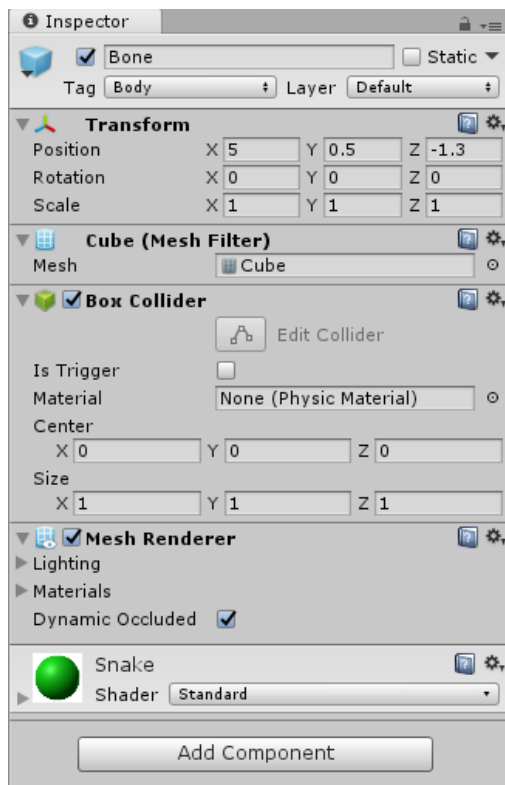 Inspector
Bone Static
Tag Body Layer Default
Transform
Position X 5 Y 0.5 Z -1.3
Rotation X 0 Y 0 Z 0
Scale X 1 Y 1 Z 1
Cube (Mesh Filter)
Mesh Cube
Box Collider
Edit Collider
Is Trigger
Material None (Physic Material)
Center
X 0 Y 0 Z 0
Size
X 1 Y 1 Z 1
Mesh Renderer
Lighting
Materials
Dynamic Occluded
Snake
Shader Standard
Add Component